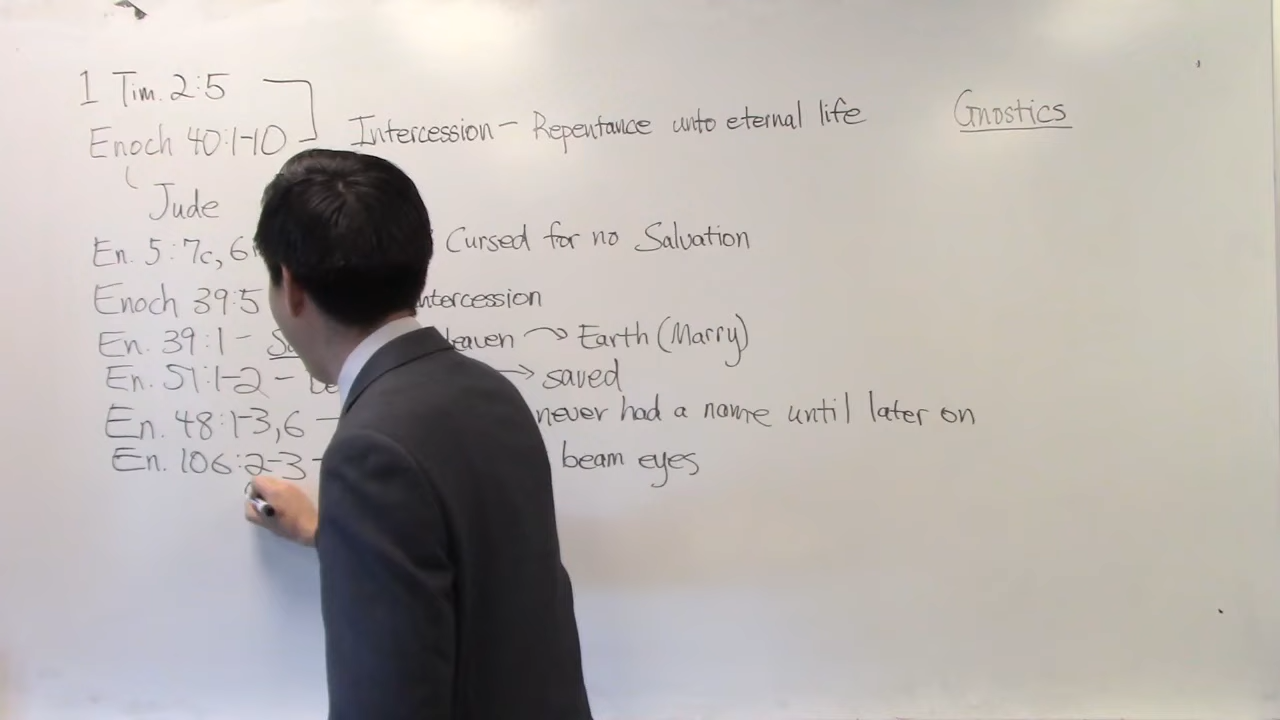 1 Tim. 2:5
Enoch 40:1-10 Intercession - Repentance unto eternal life Gnostics
Jude
En. 5:7c, 6 Cursed for no Salvation
Enoch 39:5 intercession
En. 39:1 - Heaven → Earth (Marry)
En. 51:1-2 - → saved
En. 48:1-3, 6 - never had a name until later on
En. 106:2-3 - beam eyes